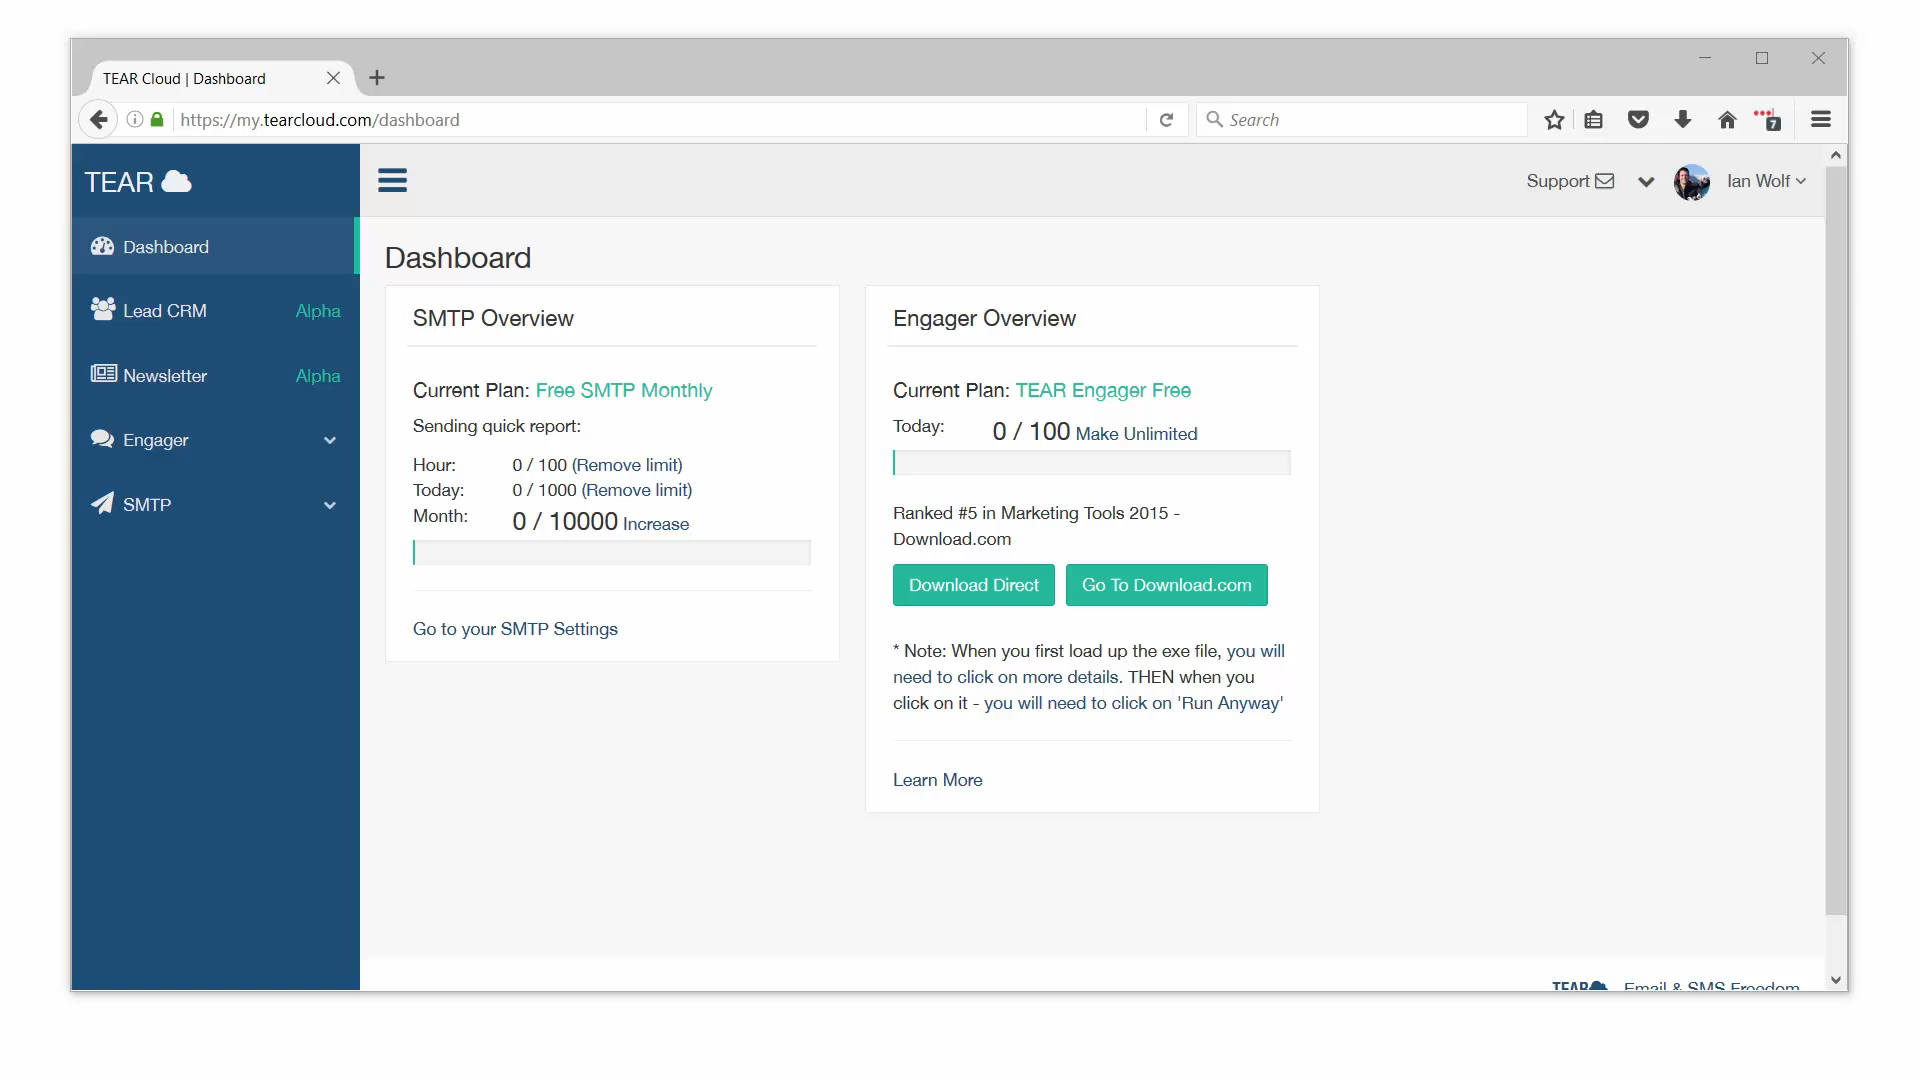 TEAR Cloud | Dashboard
https://my.tearcloud.com/dashboard
Search
7
TEAR
Support
Ian Wolf
Dashboard
Lead CRM Alpha
Newsletter Alpha
Engager
SMTP
Dashboard
SMTP Overview
Current Plan: Free SMTP Monthly
Sending quick report:
Hour: 0 / 100 (Remove limit)
Today: 0 / 1000 (Remove limit)
Month: 0 / 10000 Increase
Go to your SMTP Settings
Engager Overview
Current Plan: TEAR Engager Free
Today: 0 / 100 Make Unlimited
Ranked #5 in Marketing Tools 2015 -
Download.com
Download Direct
Go To Download.com
* Note: When you first load up the exe file, you will
need to click on more details. THEN when you
click on it - you will need to click on 'Run Anyway'
Learn More
TEAR Email & SMS Freedom